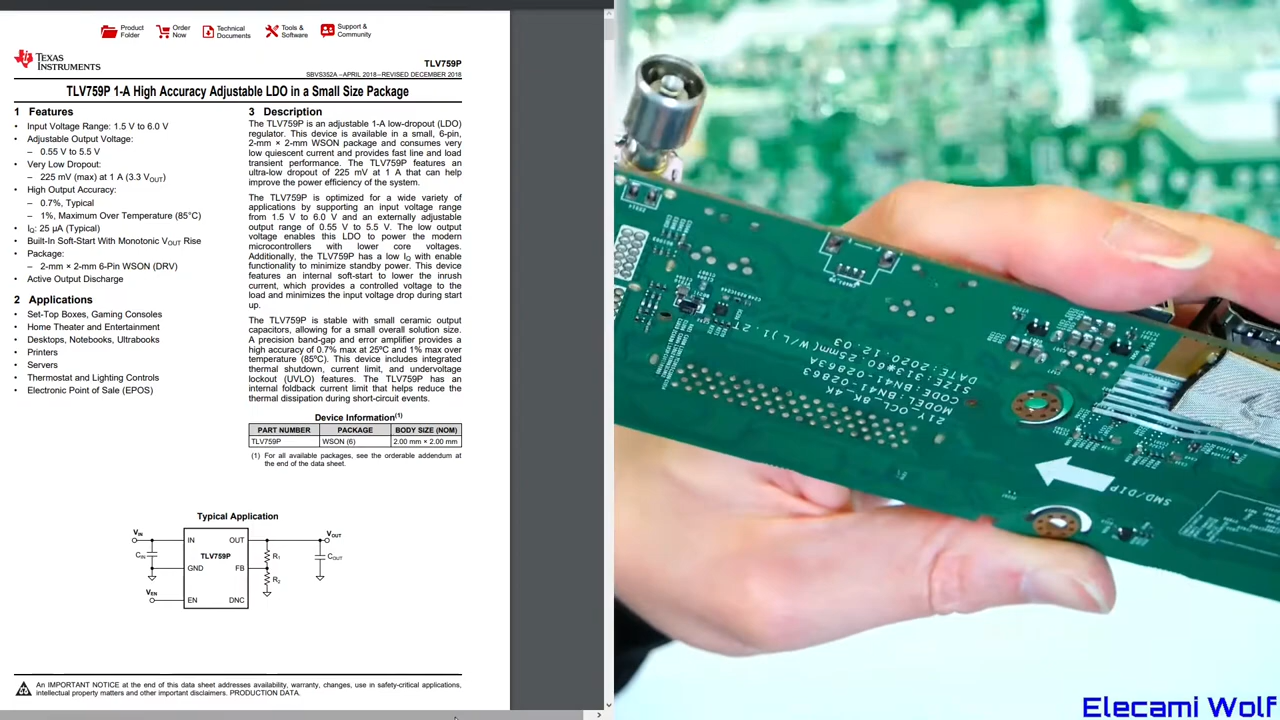 Product
Folder
Order
Now
Technical
Documents
Tools &
Software
Support &
Community
TEXAS
INSTRUMENTS
TLV759P
SBVS352A –APRIL 2018–REVISED DECEMBER 2018
TLV759P 1-A High Accuracy Adjustable LDO in a Small Size Package
1 Features
• Input Voltage Range: 1.5 V to 6.0 V
• Adjustable Output Voltage:
– 0.55 V to 5.5 V
• Very Low Dropout:
– 225 mV (max) at 1 A (3.3 VOUT)
• High Output Accuracy:
– 0.7%, Typical
– 1%, Maximum Over Temperature (85°C)
• IQ: 25 µA (Typical)
• Built-In Soft-Start With Monotonic VOUT Rise
• Package:
– 2-mm × 2-mm 6-Pin WSON (DRV)
• Active Output Discharge
2 Applications
• Set-Top Boxes, Gaming Consoles
• Home Theater and Entertainment
• Desktops, Notebooks, Ultrabooks
• Printers
• Servers
• Thermostat and Lighting Controls
• Electronic Point of Sale (EPOS)
3 Description
The TLV759P is an adjustable 1-A low-dropout (LDO)
regulator. This device is available in a small, 6-pin,
2-mm × 2-mm WSON package and consumes very
low quiescent current and provides fast line and load
transient performance. The TLV759P features an
ultra-low dropout of 225 mV at 1 A that can help
improve the power efficiency of the system.
The TLV759P is optimized for a wide variety of
applications by supporting an input voltage range
from 1.5 V to 6.0 V and an externally adjustable
output range of 0.55 V to 5.5 V. The low output
voltage enables this LDO to power the modern
microcontrollers with lower core voltages.
Additionally, the TLV759P has a low IQ with enable
functionality to minimize standby power. This device
features an internal soft-start to lower the inrush
current, which provides a controlled voltage to the
load and minimizes the input voltage drop during start
up.
The TLV759P is stable with small ceramic output
capacitors, allowing for a small overall solution size.
A precision band-gap and error amplifier provides a
high accuracy of 0.7% max at 25ºC and 1% max over
temperature (85ºC). This device includes integrated
thermal shutdown, current limit, and undervoltage
lockout (UVLO) features. The TLV759P has an
internal foldback current limit that helps reduce the
thermal dissipation during short-circuit events.
Device Information(1)
PART NUMBER PACKAGE BODY SIZE (NOM)
TLV759P WSON (6) 2.00 mm × 2.00 mm
(1) For all available packages, see the orderable addendum at
the end of the data sheet.
Typical Application
VIN
IN OUT
VOUT
CIN
TLV759P
R1
COUT
GND FB
R2
VEN
EN DNC
An IMPORTANT NOTICE at the end of this data sheet addresses availability, warranty, changes, use in safety-critical applications,
intellectual property matters and other important disclaimers. PRODUCTION DATA.
SMD/DIP
DATE: 2020-12-03
Elecami Wolf